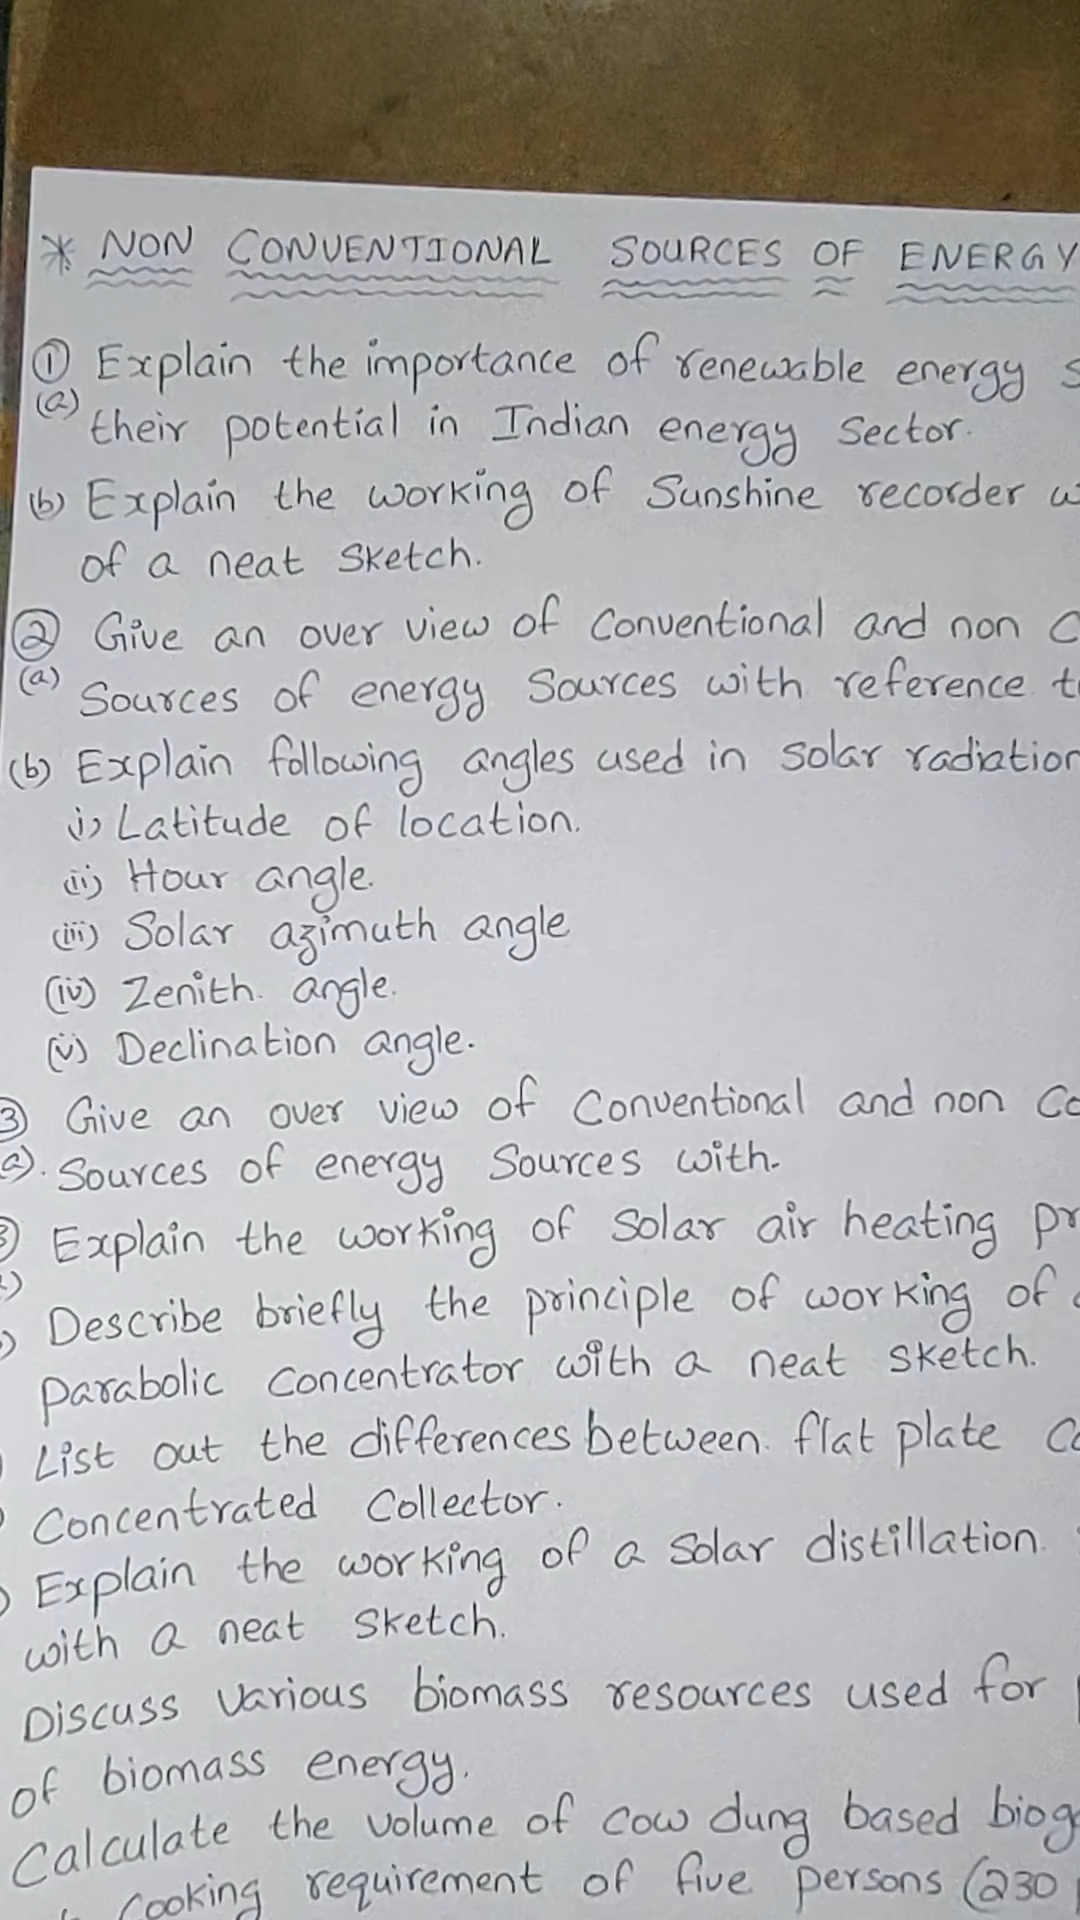 * NON CONVENTIONAL SOURCES OF ENERGY
① Explain the importance of renewable energy
(a) their potential in Indian energy Sector.
(b) Explain the working of Sunshine recorder
of a neat Sketch.
② Give an over view of Conventional and non
(a) Sources of energy Sources with reference
(b) Explain following angles used in Solar radiation
i) Latitude of location.
(ii) Hour angle.
(iii) Solar azimuth angle
(iv) Zenith. angle.
(v) Declination angle.
3 Give an over view of Conventional and non
a). Sources of energy Sources with.
Explain the working of Solar air heating
Describe briefly the principle of working of
parabolic Concentrator with a neat sketch.
List out the differences between. flat plate
Concentrated Collector.
Explain the working of a Solar distillation.
with a neat Sketch.
Discuss Various biomass resources used for
of biomass energy.
Calculate the volume of cow dung based
Cooking requirement of five persons (230